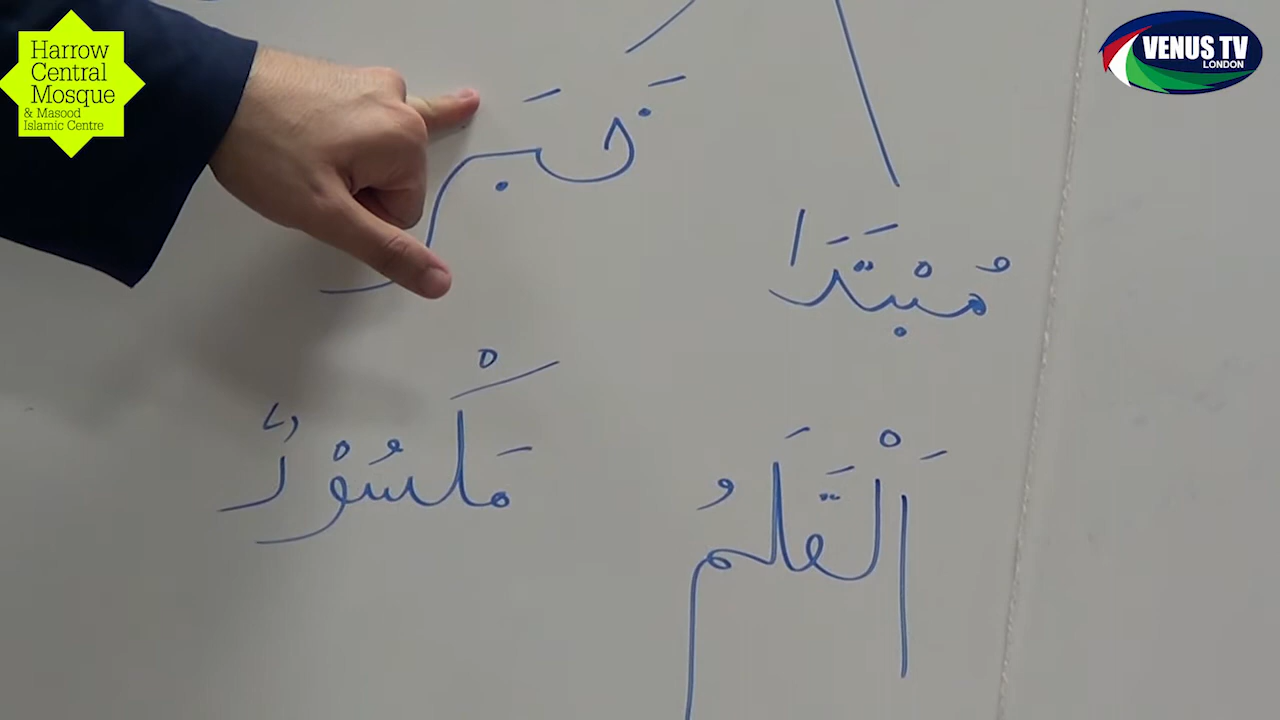 Harrow
Central
Mosque
& Masood
Islamic Centre
VENUS TV
LONDON
خَبَر
مُبْتَدَا
اَلْقَلَمُ مَكْسُوْرٌ